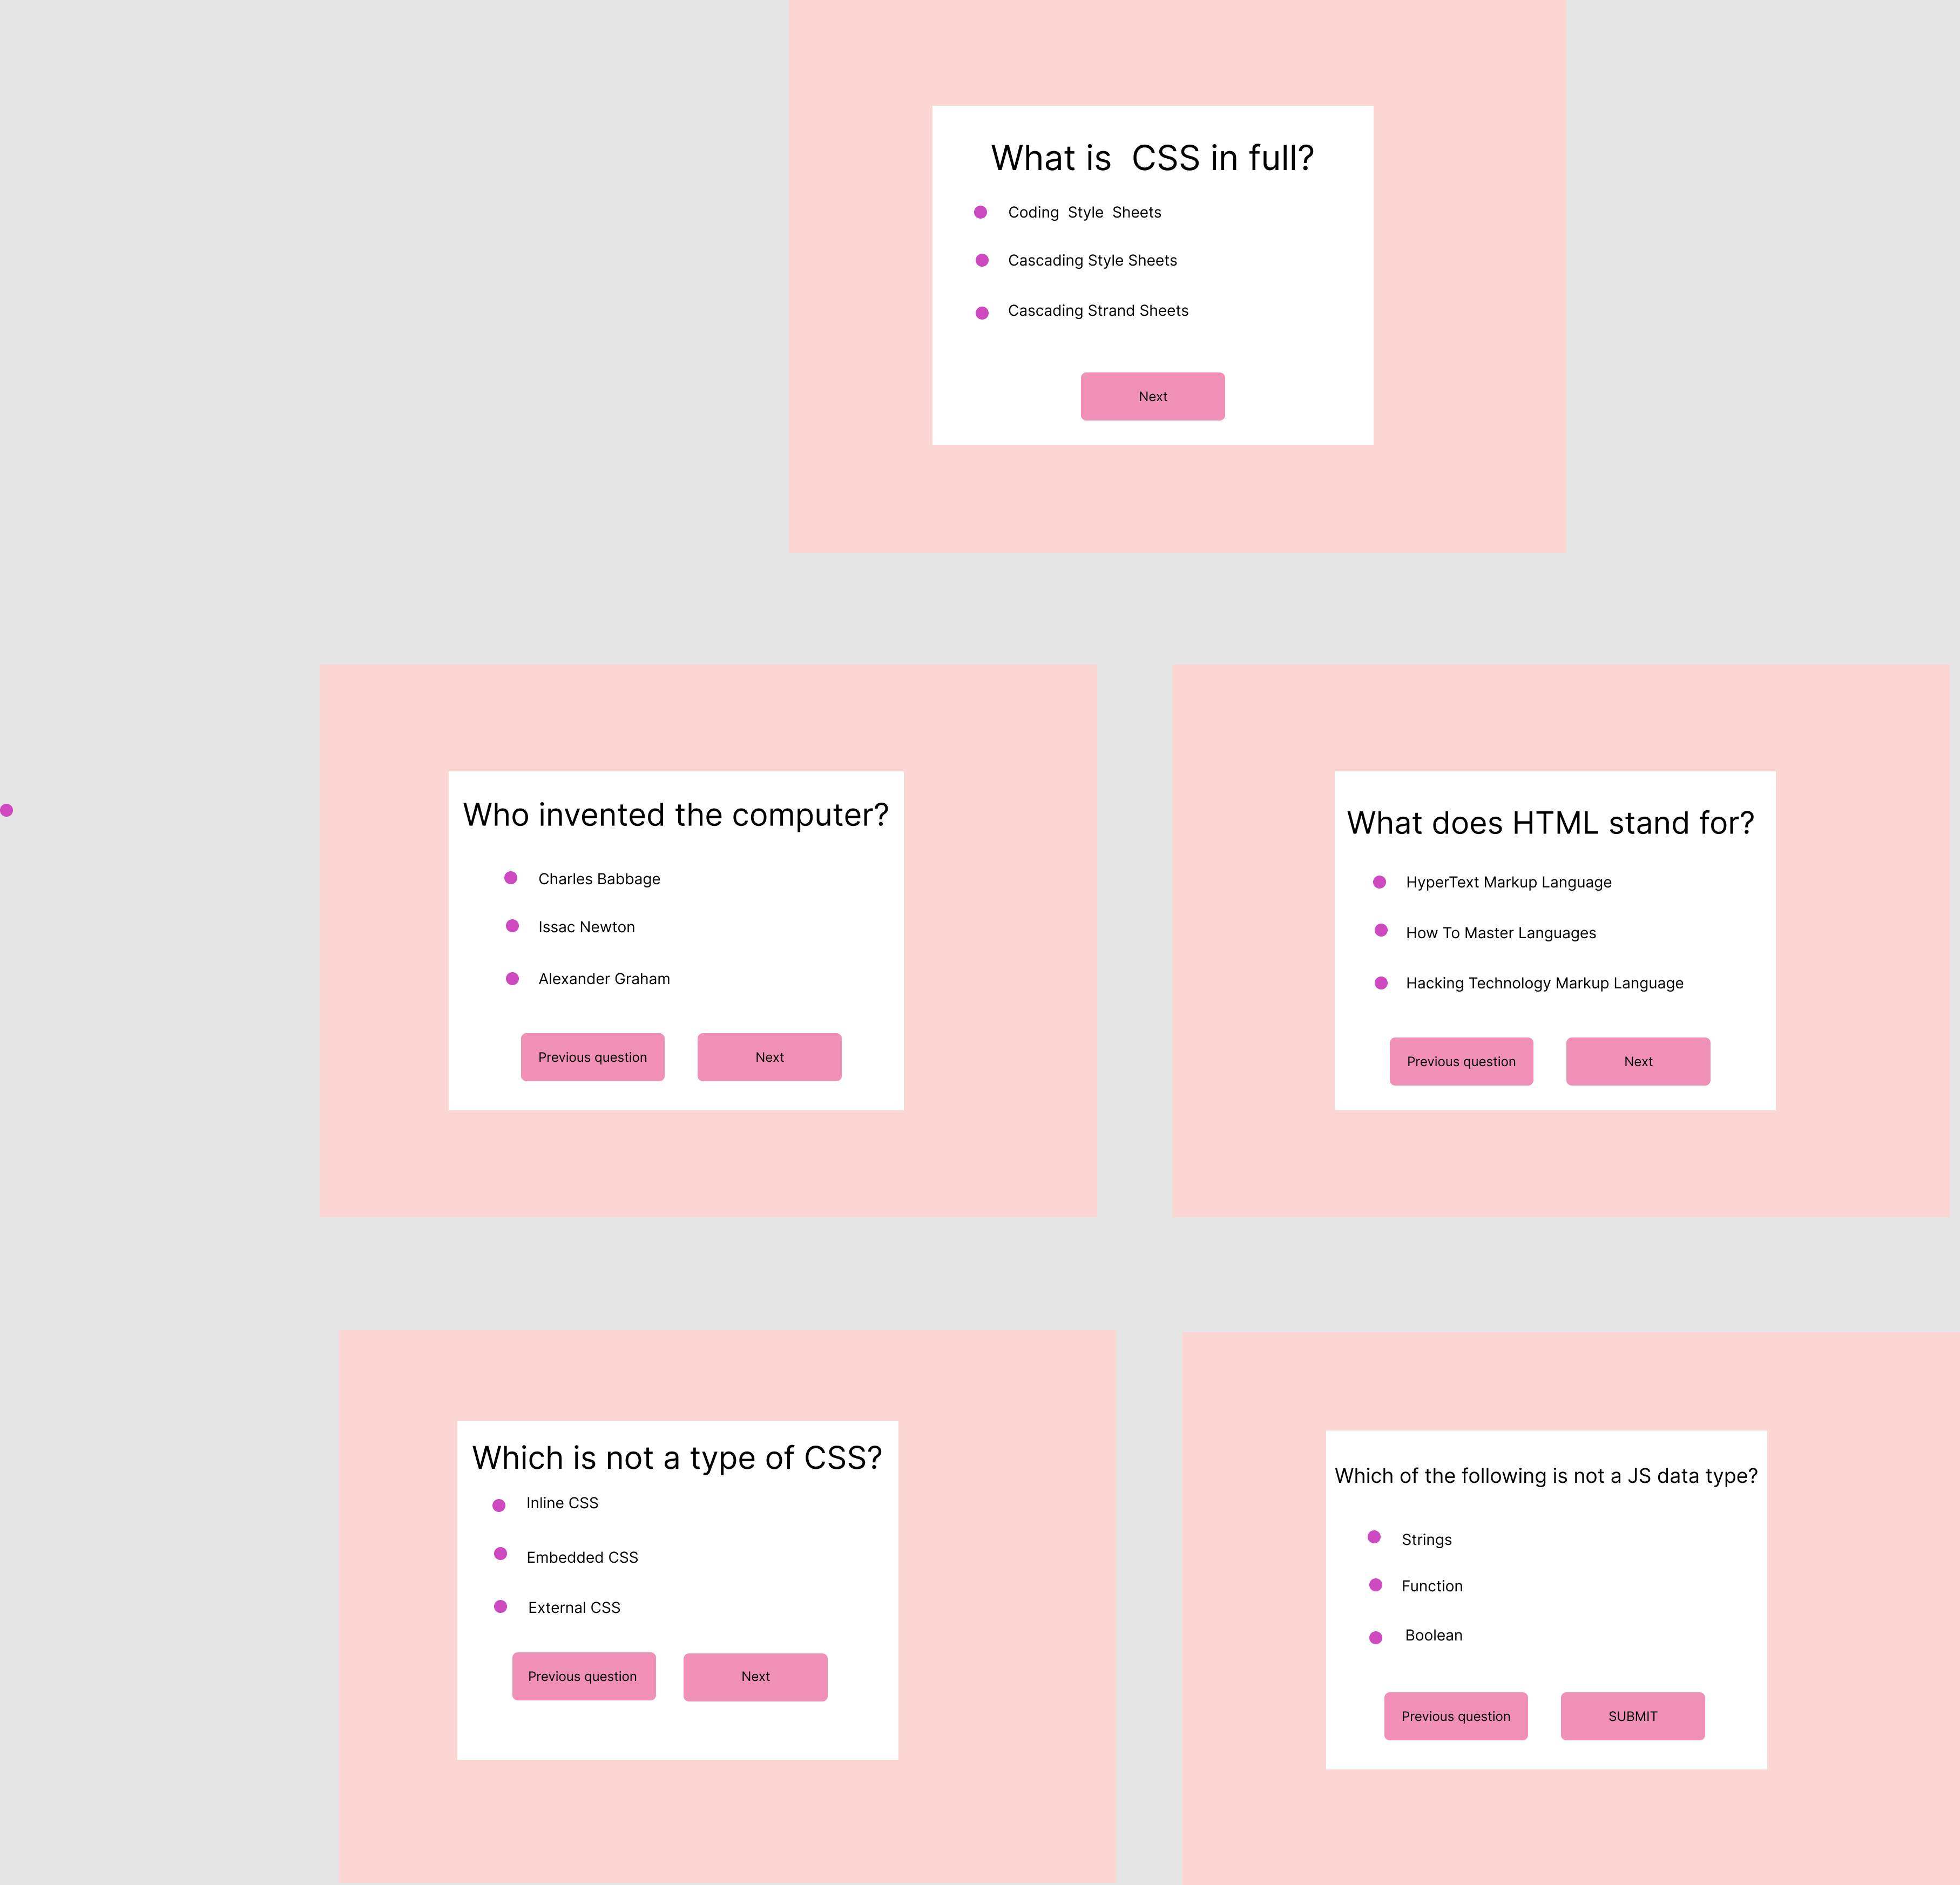 What is  CSS in full?
Coding  Style  Sheets
Cascading Style Sheets
Cascading Strand Sheets
Next
Who invented the computer?
Charles Babbage
Issac Newton
Alexander Graham
Previous question
Next
What does HTML stand for?
HyperText Markup Language
How To Master Languages
Hacking Technology Markup Language
Previous question
Next
Which is not a type of CSS?
Inline CSS
Embedded CSS
External CSS
Previous question
Next
Which of the following is not a JS data type?
Strings
Function
Boolean
Previous question
SUBMIT